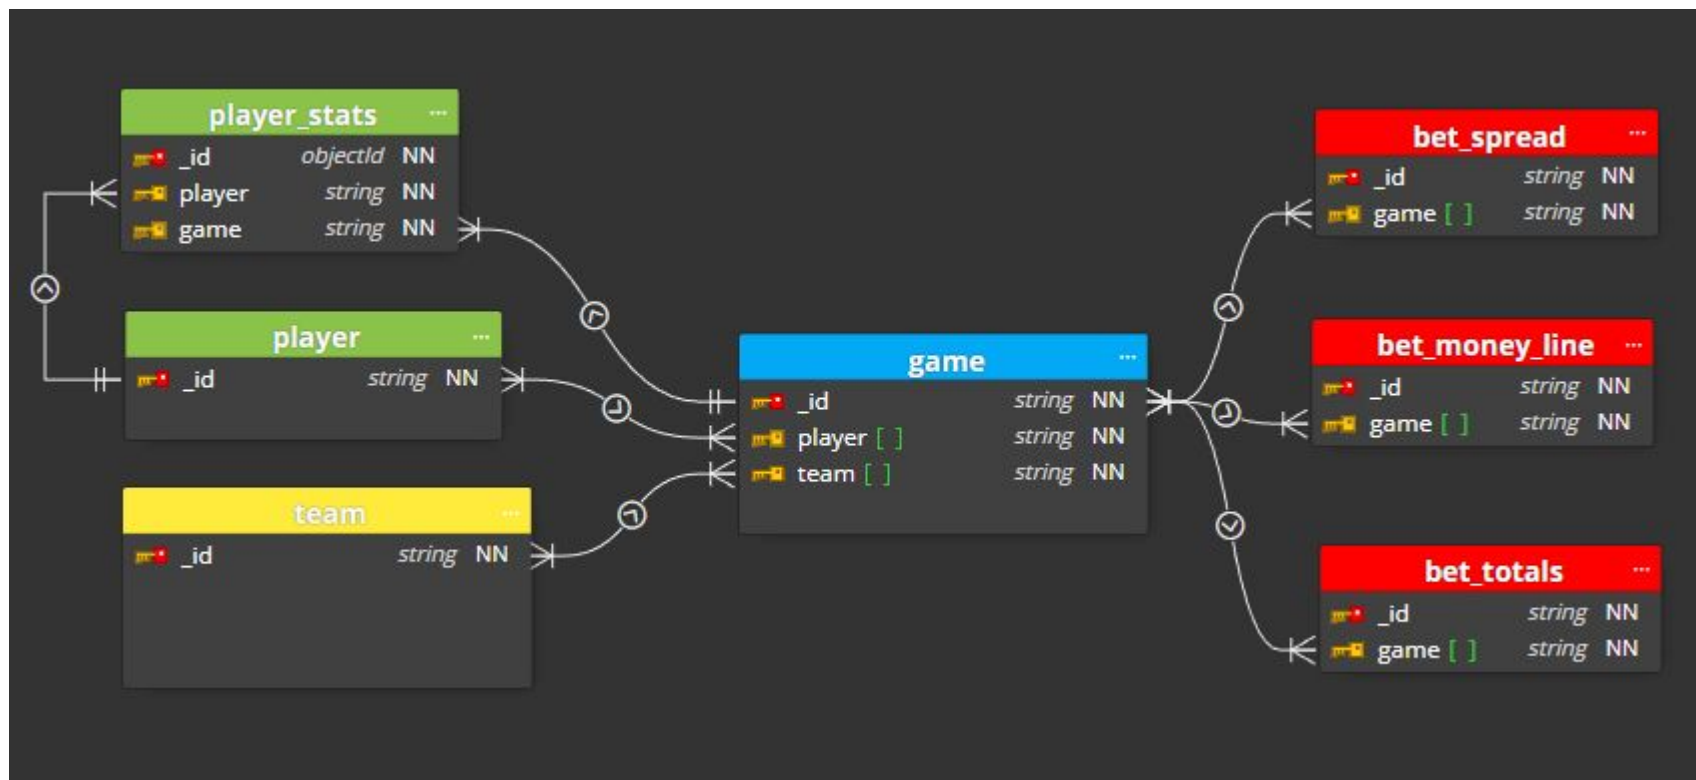 player_stats ...
_id objectId NN
player string NN
game string NN
player ...
_id string NN
team ...
_id string NN
game ...
_id string NN
player [ ] string NN
team [ ] string NN
bet_spread ...
_id string NN
game [ ] string NN
bet_money_line ...
_id string NN
game [ ] string NN
bet_totals ...
_id string NN
game [ ] string NN